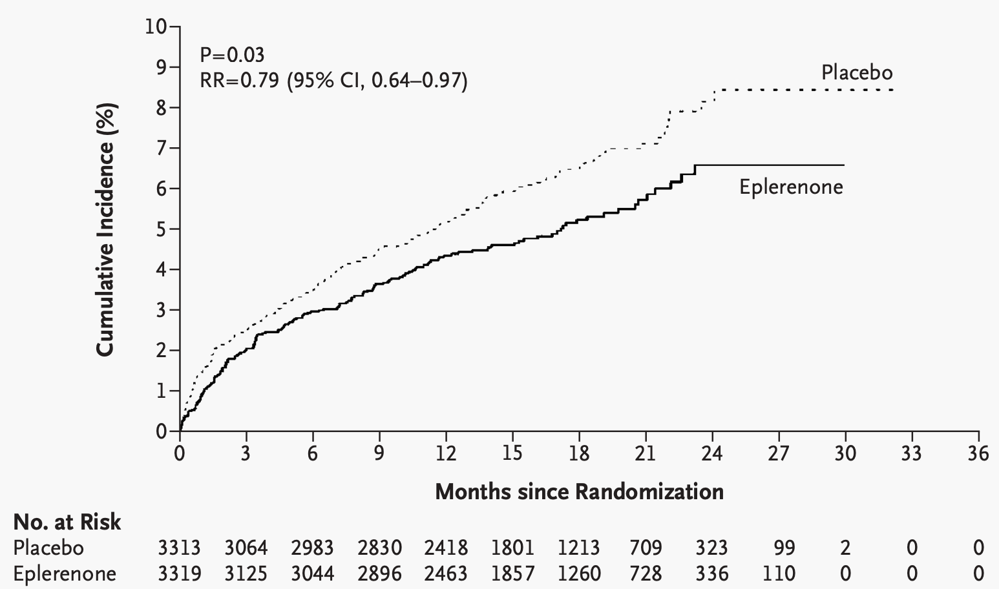 10
P=0.03
9
RR=0.79 (95% CI, 0.64–0.97)
Placebo
8
7
6
Eplerenone
5
4
3
2
1
0
Cumulative Incidence (%)
0 3 6 9 12 15 18 21 24 27 30 33 36
Months since Randomization
No. at Risk
Placebo 3313 3064 2983 2830 2418 1801 1213 709 323 99 2 0 0
Eplerenone 3319 3125 3044 2896 2463 1857 1260 728 336 110 0 0 0